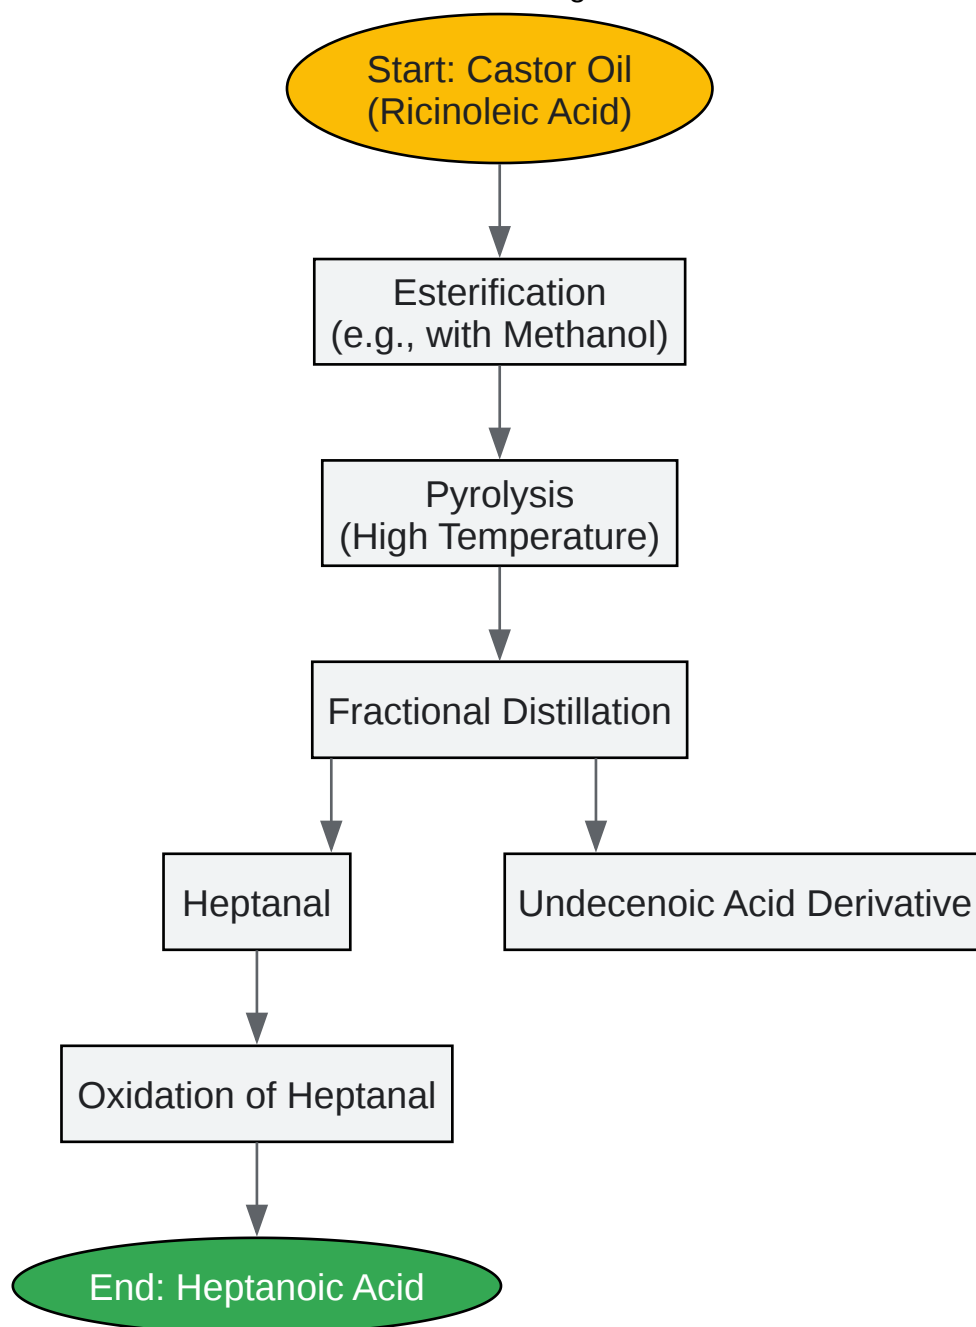 Start: Castor Oil
(Ricinoleic Acid)
Esterification
(e.g., with Methanol)
Pyrolysis
(High Temperature)
Fractional Distillation
Heptanal
Undecenoic Acid Derivative
Oxidation of Heptanal
End: Heptanoic Acid